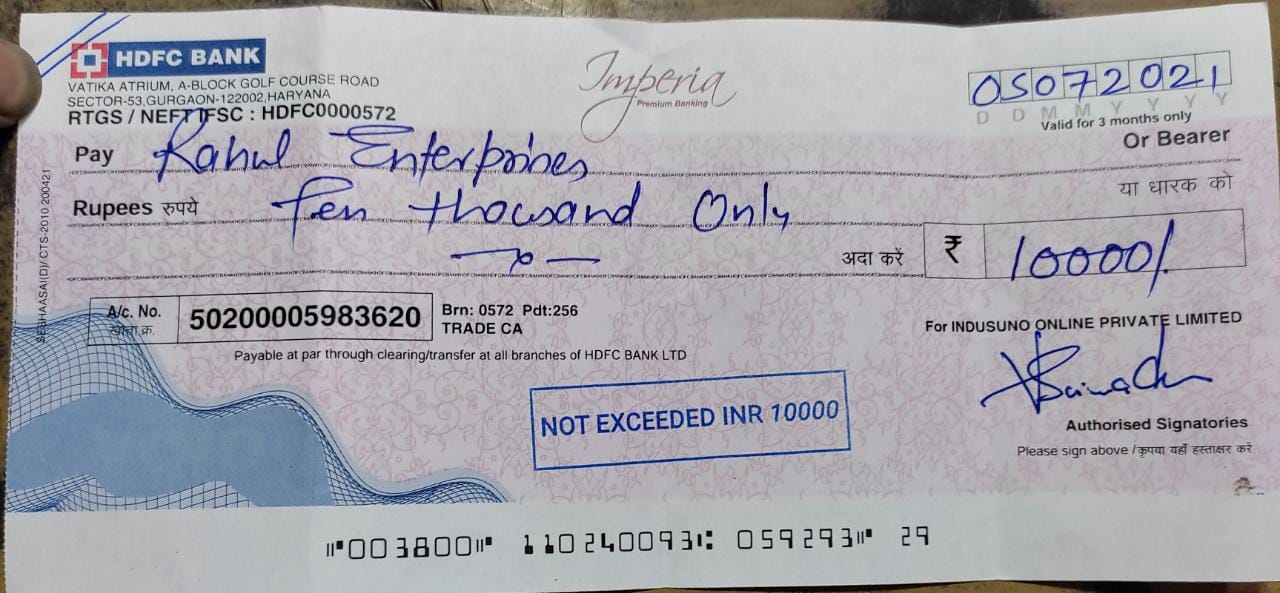 HDFC BANK
VATIKA ATRIUM, A-BLOCK GOLF COURSE ROAD
SECTOR-53,GURGAON-122002,HARYANA
RTGS / NEFT IFSC : HDFC0000572
Imperia
Premium Banking
05072021
D D M M Y Y Y Y
Valid for 3 months only
Pay Rahul Enterprises Or Bearer
या धारक को
Rupees रुपये Ten thousand Only
अदा करें ₹ 10000/.
A/c. No. 50200005983620
खाता क्र.
Brn: 0572 Pdt:256
TRADE CA
Payable at par through clearing/transfer at all branches of HDFC BANK LTD
For INDUSUNO ONLINE PRIVATE LIMITED
NOT EXCEEDED INR 10000
Authorised Signatories
Please sign above / कृपया यहाँ हस्ताक्षर करें
⑈003800⑈ 110240093⑆ 059293⑈ 29
CTS-2010 200421